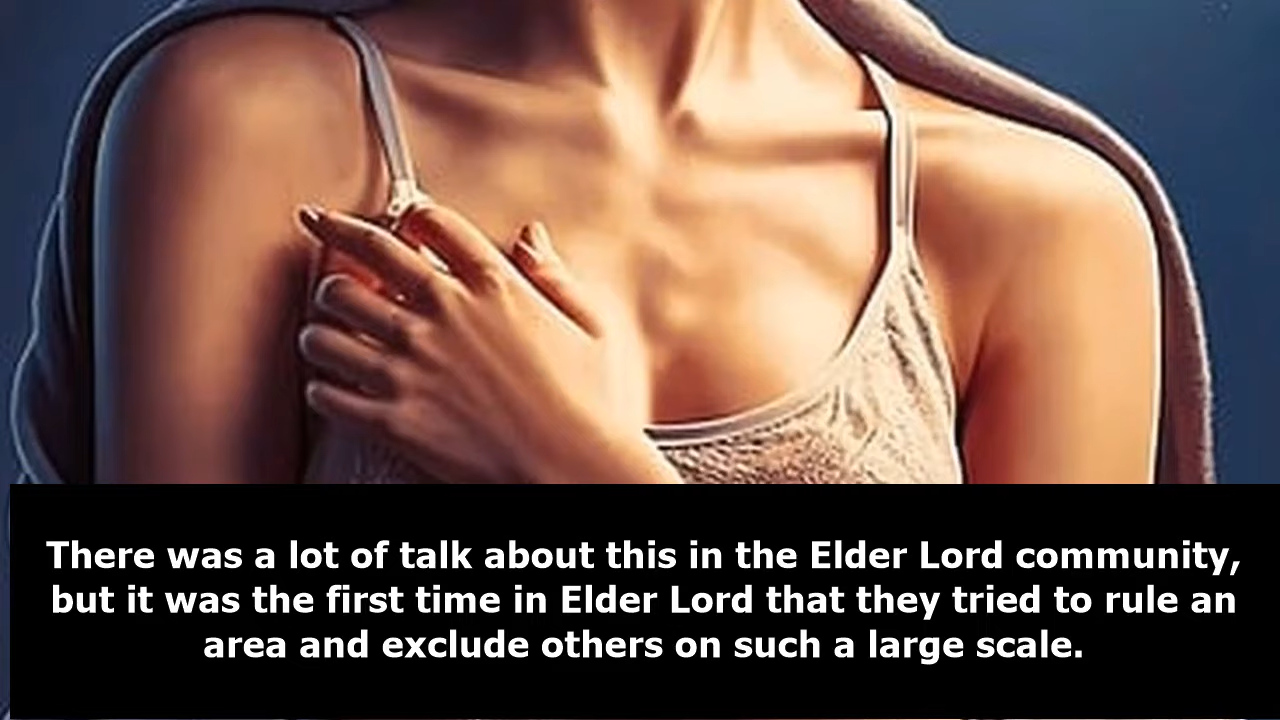 There was a lot of talk about this in the Elder Lord community,
but it was the first time in Elder Lord that they tried to rule an
area and exclude others on such a large scale.